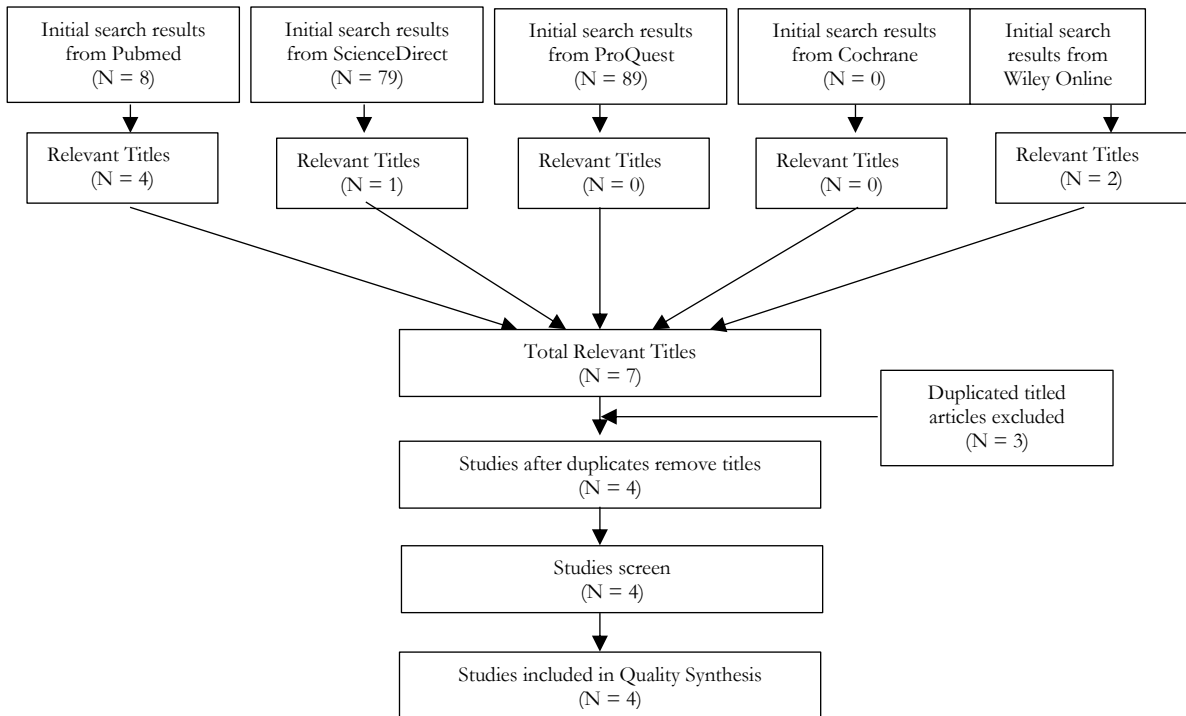 Initial search results
from Pubmed
(N = 8)
Initial search results
from ScienceDirect
(N = 79)
Initial search results
from ProQuest
(N = 89)
Initial search results
from Cochrane
(N = 0)
Initial search
results from
Wiley Online
Relevant Titles
(N = 4)
Relevant Titles
(N = 1)
Relevant Titles
(N = 0)
Relevant Titles
(N = 0)
Relevant Titles
(N = 2)
Total Relevant Titles
(N = 7)
Duplicated titled
articles excluded
(N = 3)
Studies after duplicates remove titles
(N = 4)
Studies screen
(N = 4)
Studies included in Quality Synthesis
(N = 4)